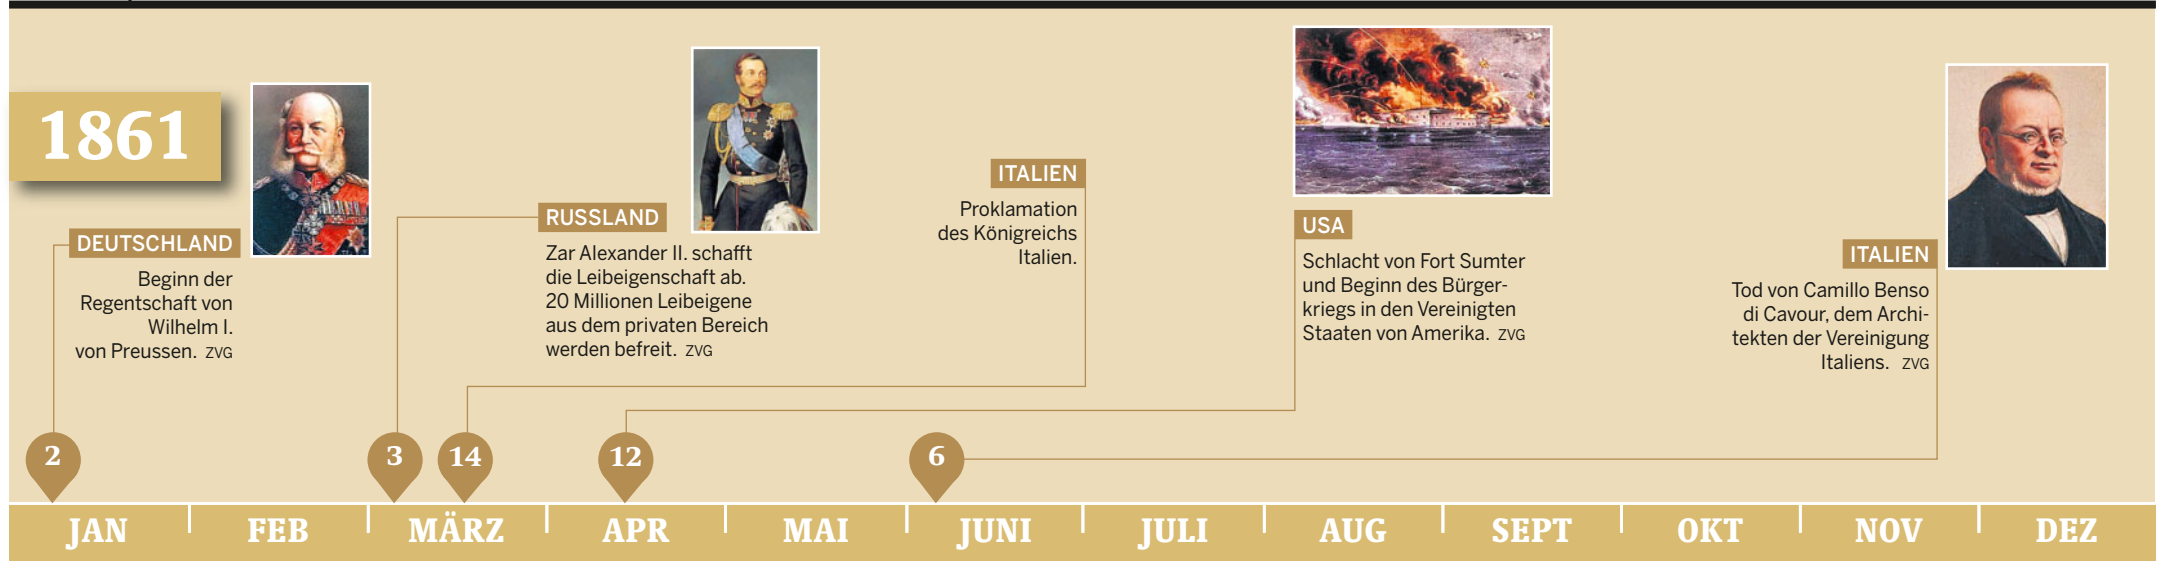 1861
DEUTSCHLAND
Beginn der
Regentschaft von
Wilhelm I.
von Preussen. ZVG
RUSSLAND
Zar Alexander II. schafft
die Leibeigenschaft ab.
20 Millionen Leibeigene
aus dem privaten Bereich
werden befreit. ZVG
ITALIEN
Proklamation
des Königreichs
Italien.
USA
Schlacht von Fort Sumter
und Beginn des Bürger-
kriegs in den Vereinigten
Staaten von Amerika. ZVG
ITALIEN
Tod von Camillo Benso
di Cavour, dem Archi-
tekten der Vereinigung
Italiens. ZVG
2 3 14 12 6
JAN FEB MÄRZ APR MAI JUNI JULI AUG SEPT OKT NOV DEZ